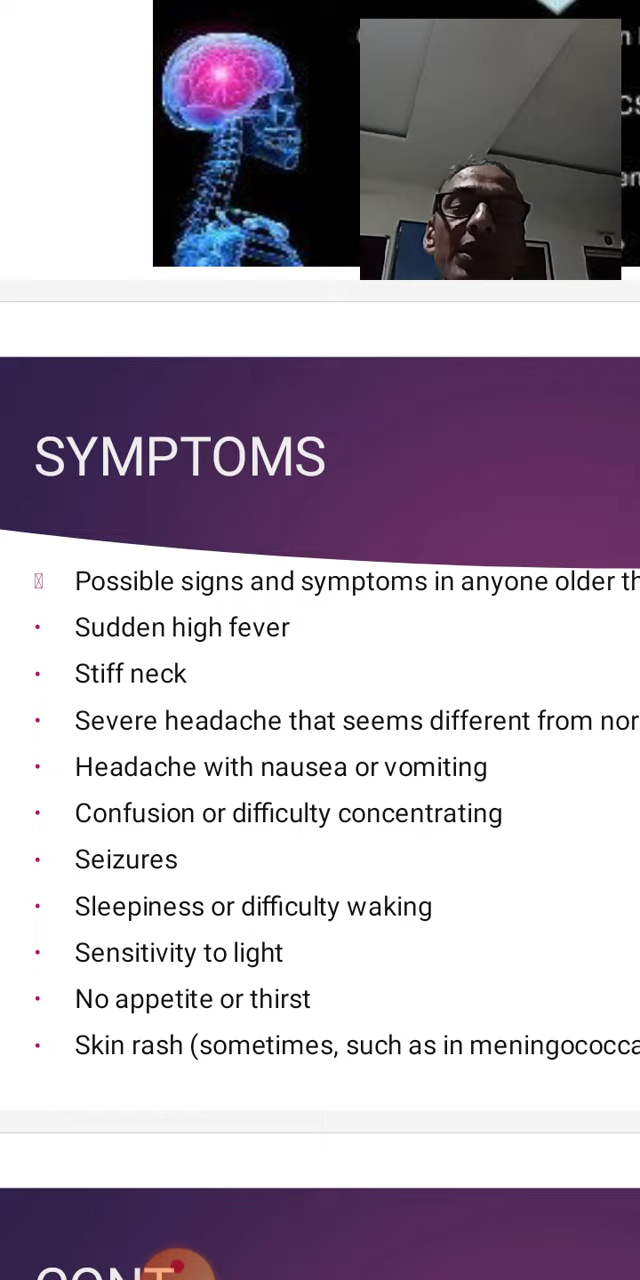 SYMPTOMS
Possible signs and symptoms in anyone older th
• Sudden high fever
• Stiff neck
• Severe headache that seems different from nor
• Headache with nausea or vomiting
• Confusion or difficulty concentrating
• Seizures
• Sleepiness or difficulty waking
• Sensitivity to light
• No appetite or thirst
• Skin rash (sometimes, such as in meningococca
CONT